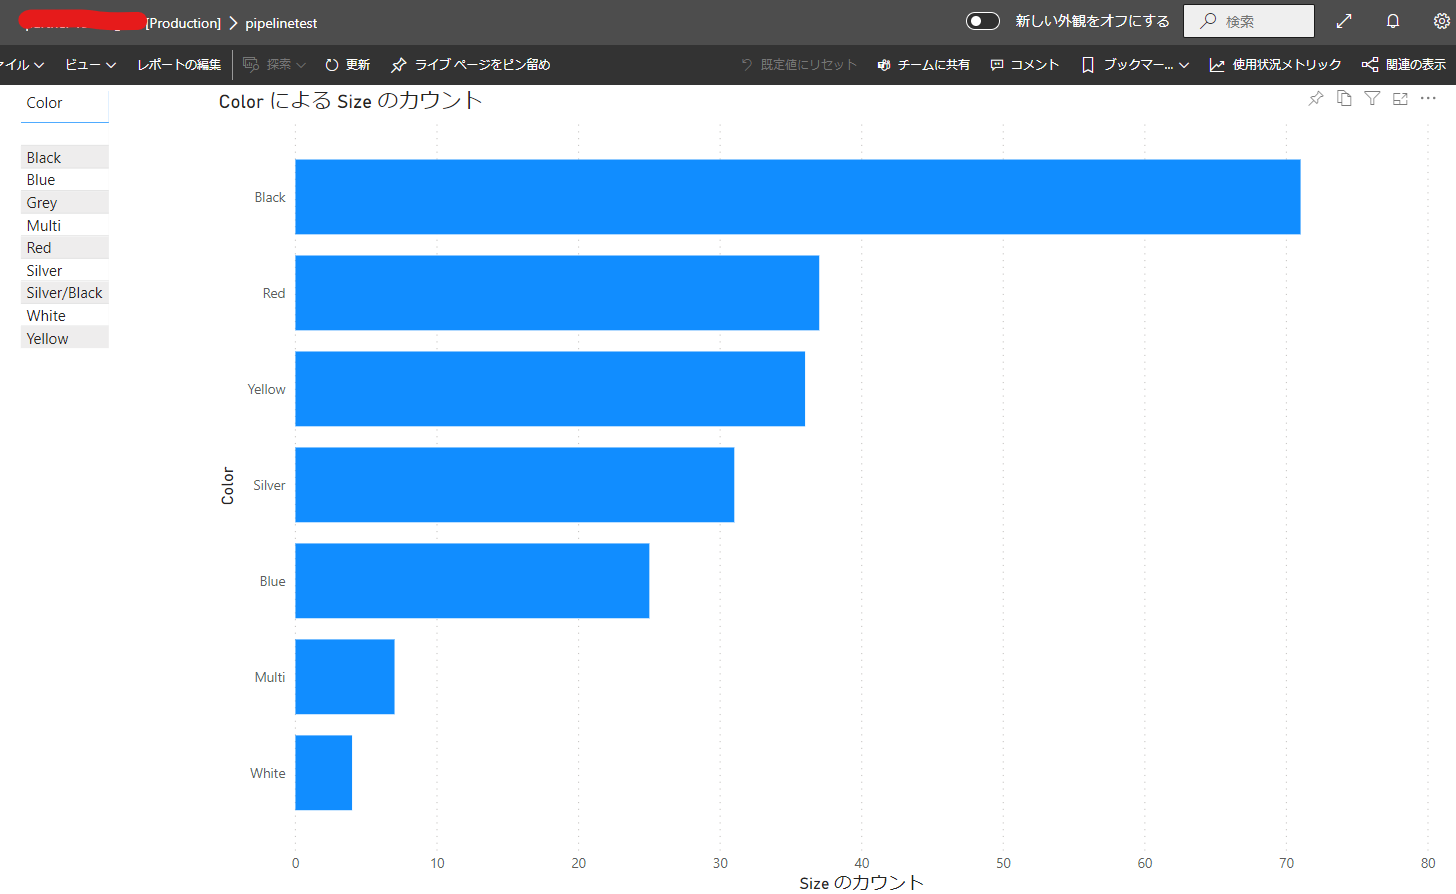 [Production] > pipelinetest
新しい外観をオフにする
検索
イル
ビュー
レポートの編集
探索
更新
ライブ ページをピン留め
既定値にリセット
チームに共有
コメント
ブックマー...
使用状況メトリック
関連の表示
Color
Black
Blue
Grey
Multi
Red
Silver
Silver/Black
White
Yellow
Color による Size のカウント
Color
Black
Red
Yellow
Silver
Blue
Multi
White
0 10 20 30 40 50 60 70 80
Size のカウント